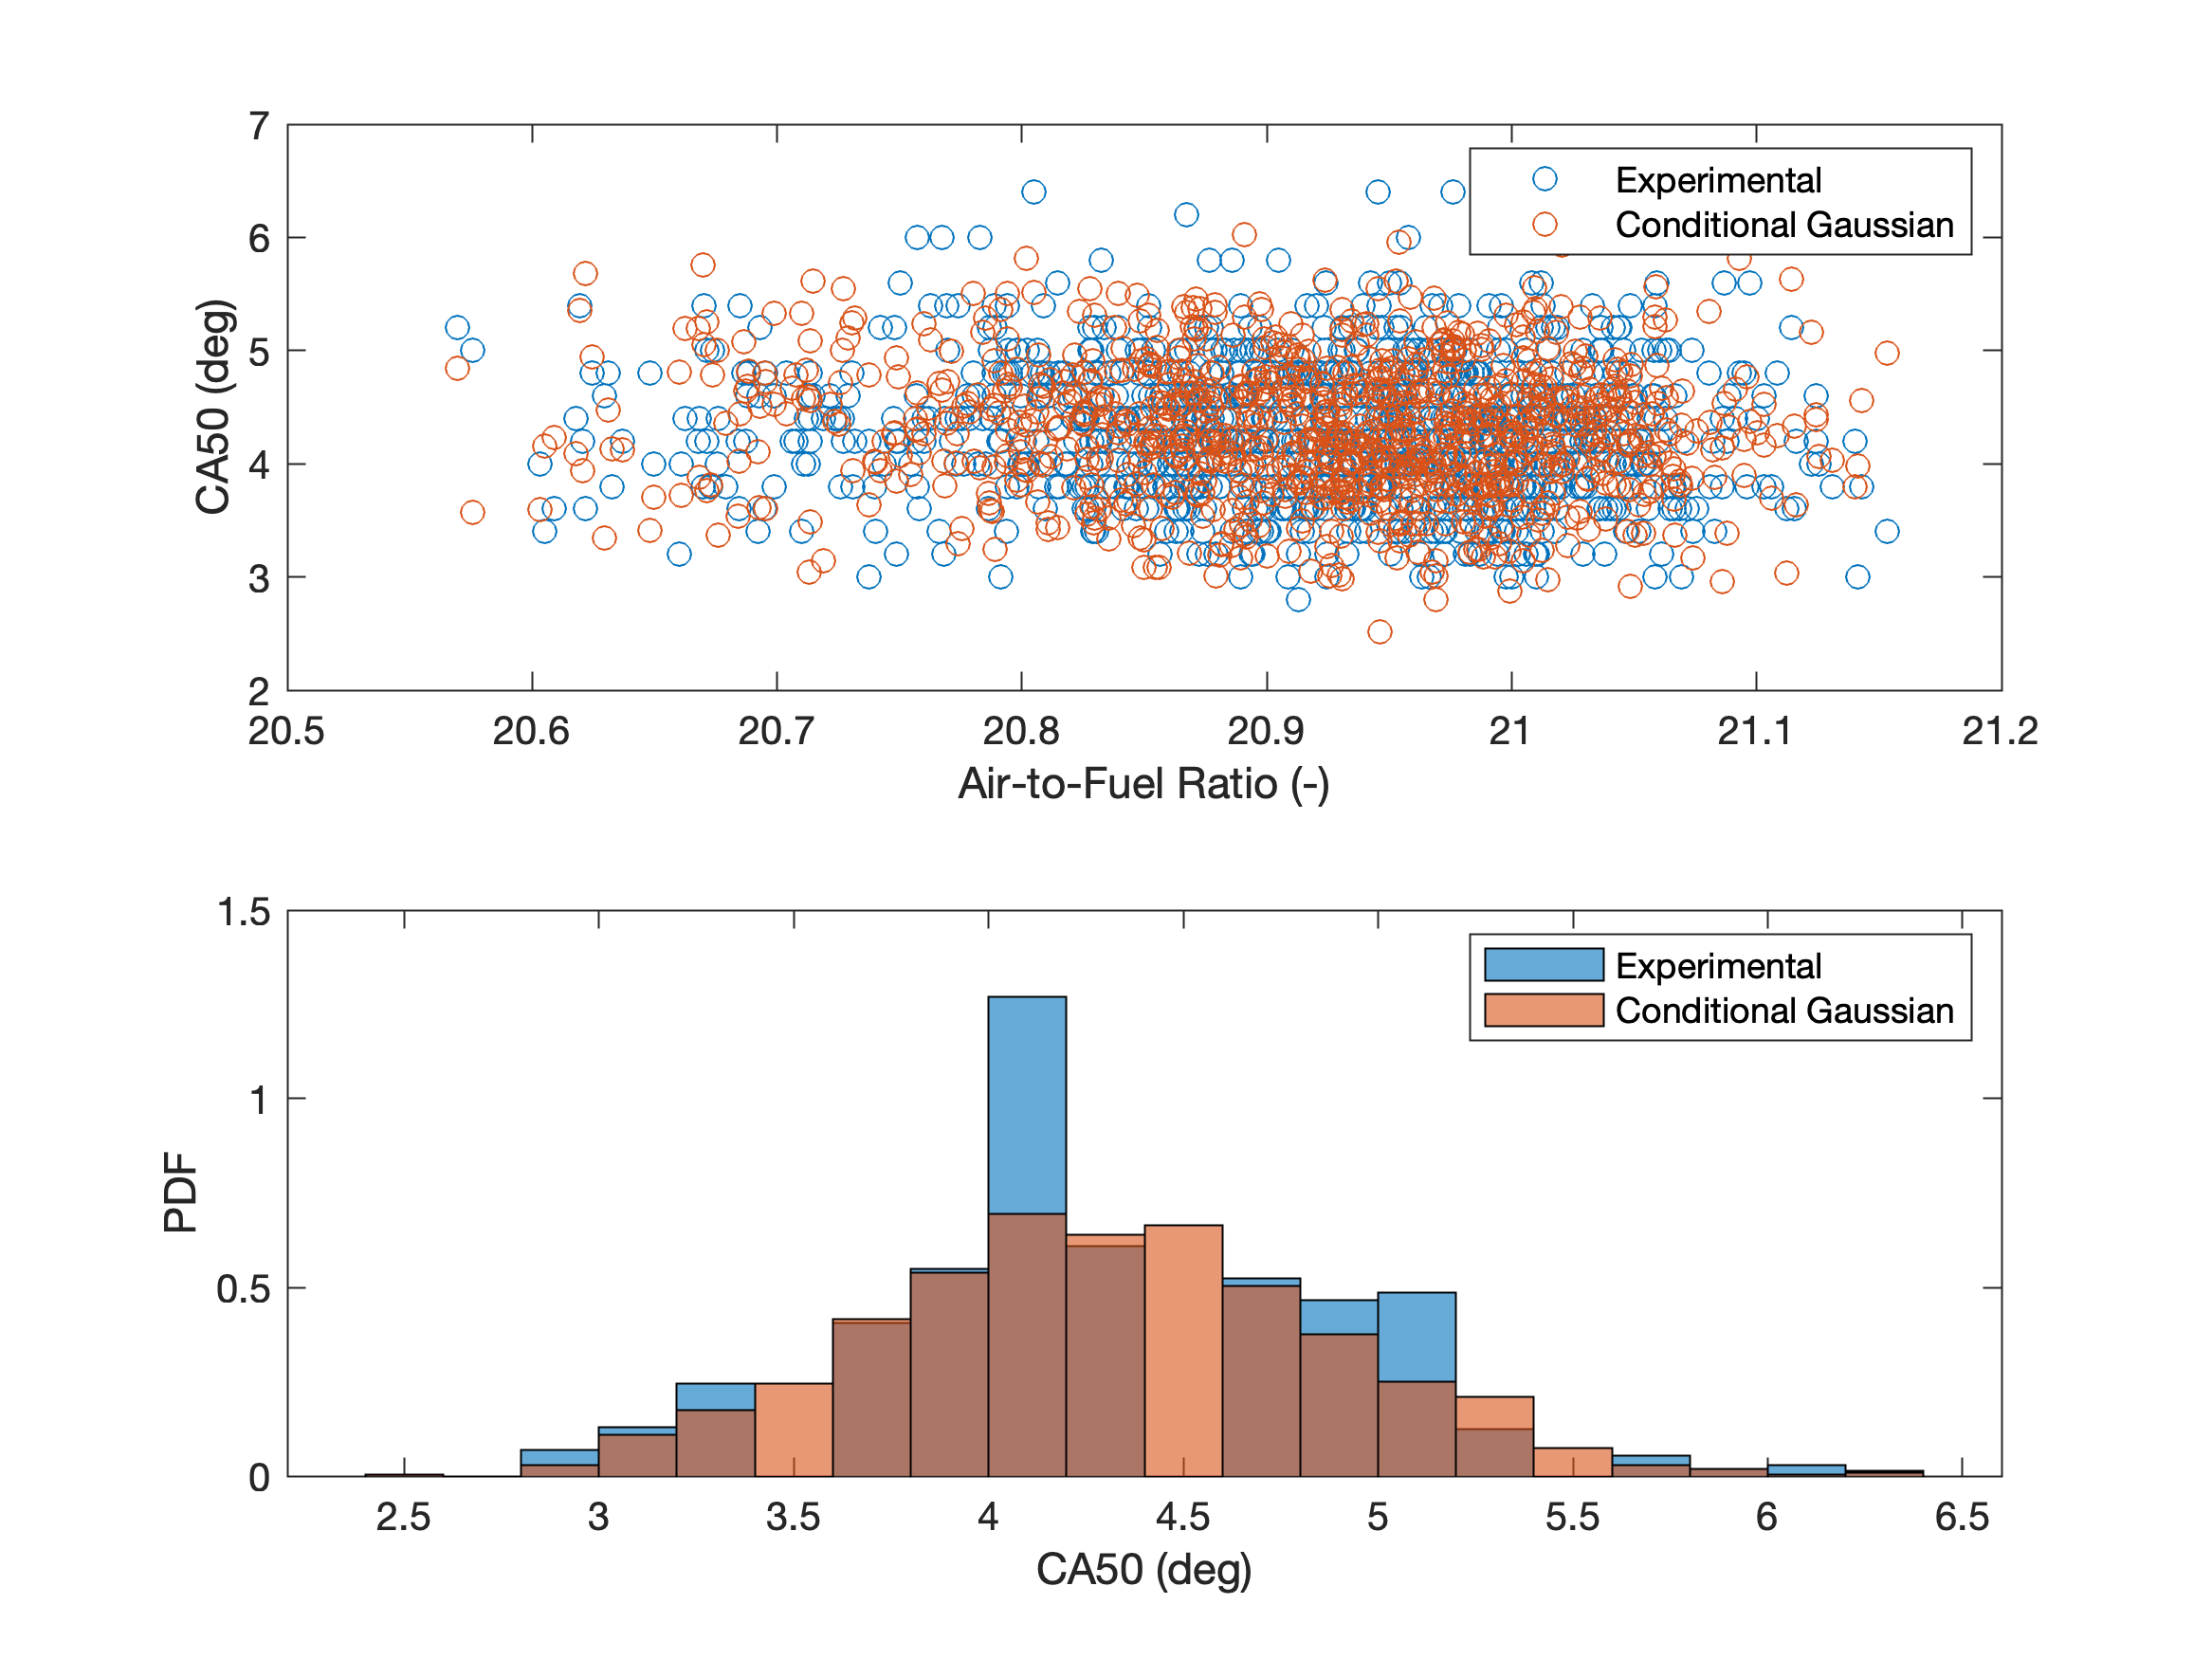 7
6
5
4
3
2
CA50 (deg)
Experimental
Conditional Gaussian
20.5 20.6 20.7 20.8 20.9 21 21.1 21.2
Air-to-Fuel Ratio (-)
1.5
1
0.5
0
PDF
Experimental
Conditional Gaussian
2.5 3 3.5 4 4.5 5 5.5 6 6.5
CA50 (deg)